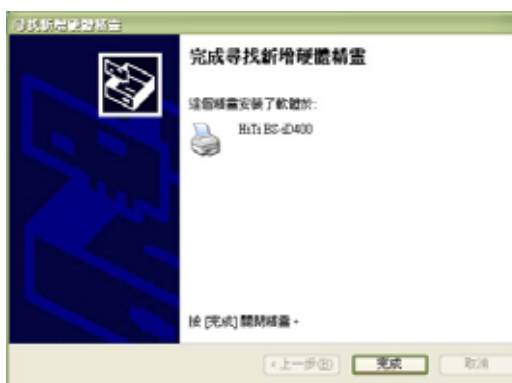 尋找新增硬體精靈
完成尋找新增硬體精靈
這個精靈安裝了軟體於:
HiTi BS-iD400
按 [完成] 關閉精靈。
<上一步(B)
完成
取消